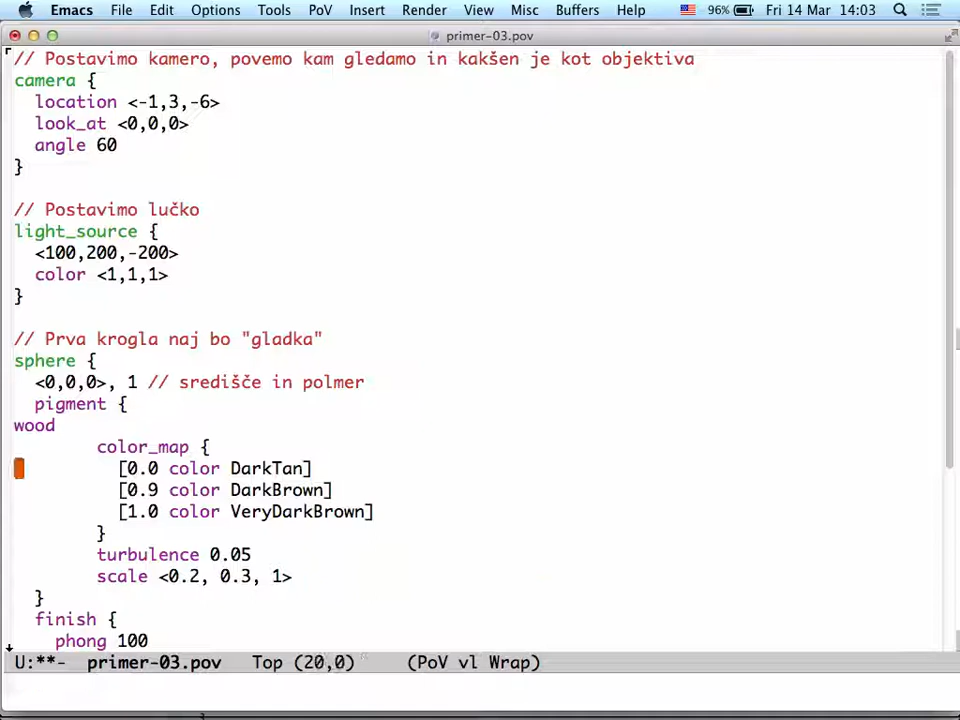 Emacs File Edit Options Tools PoV Insert Render View Misc Buffers Help 96% Fri 14 Mar 14:03
primer-03.pov
// Postavimo kamero, povemo kam gledamo in kakšen je kot objektiva
camera {
location <-1,3,-6>
look_at <0,0,0>
angle 60
}
// Postavimo lučko
light_source {
<100,200,-200>
color <1,1,1>
}
// Prva krogla naj bo "gladka"
sphere {
<0,0,0>, 1 // središče in polmer
pigment {
wood
color_map {
[0.0 color DarkTan]
[0.9 color DarkBrown]
[1.0 color VeryDarkBrown]
}
turbulence 0.05
scale <0.2, 0.3, 1>
}
finish {
phong 100
U:**- primer-03.pov Top (20,0) (PoV vl Wrap)